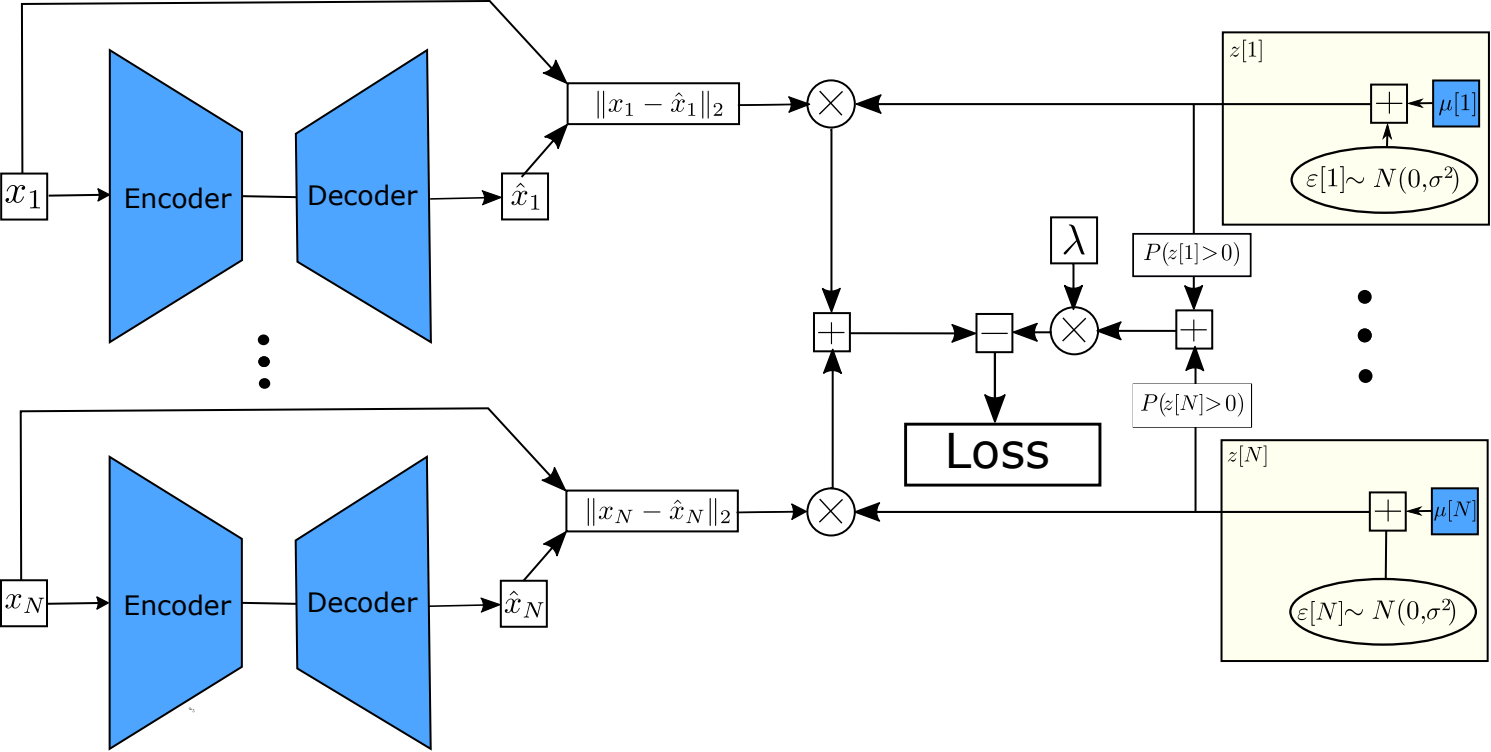 z[1]
‖x₁ − x̂₁‖₂
×
+
μ[1]
x₁
Encoder
Decoder
x̂₁
ε[1]∼ N(0,σ²)
λ
P(z[1]>0)
+
−
×
+
P(z[N]>0)
Loss
z[N]
‖x_N − x̂_N‖₂
×
+
μ[N]
x_N
Encoder
Decoder
x̂_N
ε[N]∼ N(0,σ²)